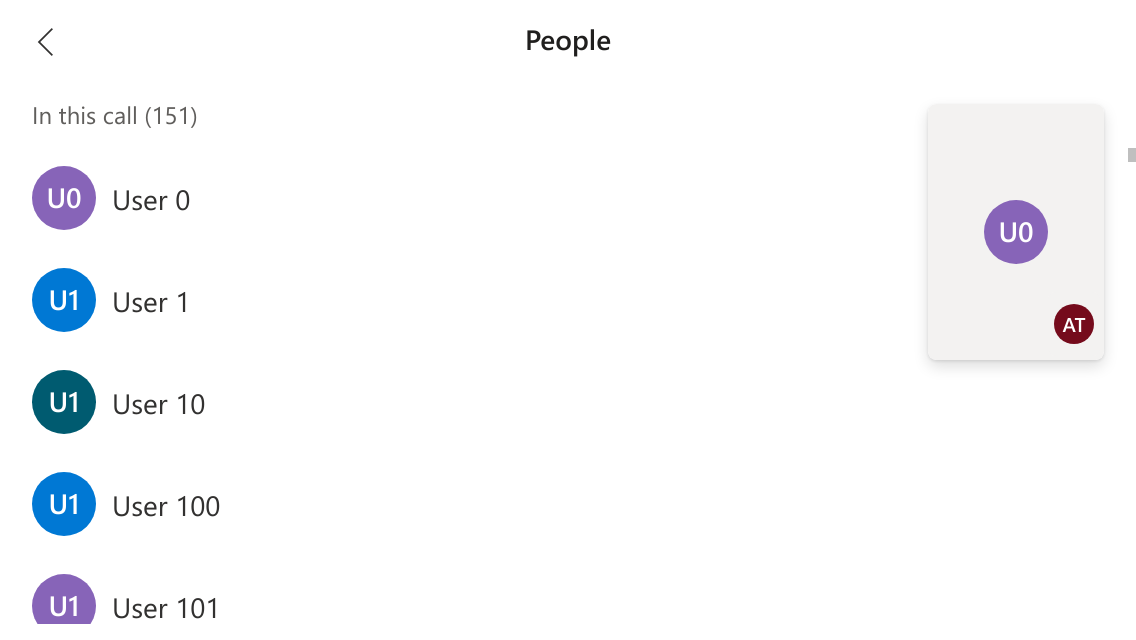 People
In this call (151)
U0 User 0
U1 User 1
U1 User 10
U1 User 100
U1 User 101
U0
AT